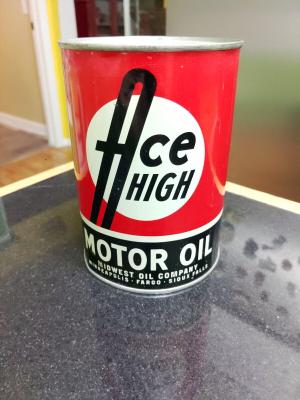 Ace
HIGH
MOTOR OIL
MIDWEST OIL COMPANY
MINNEAPOLIS · FARGO · SIOUX FALLS